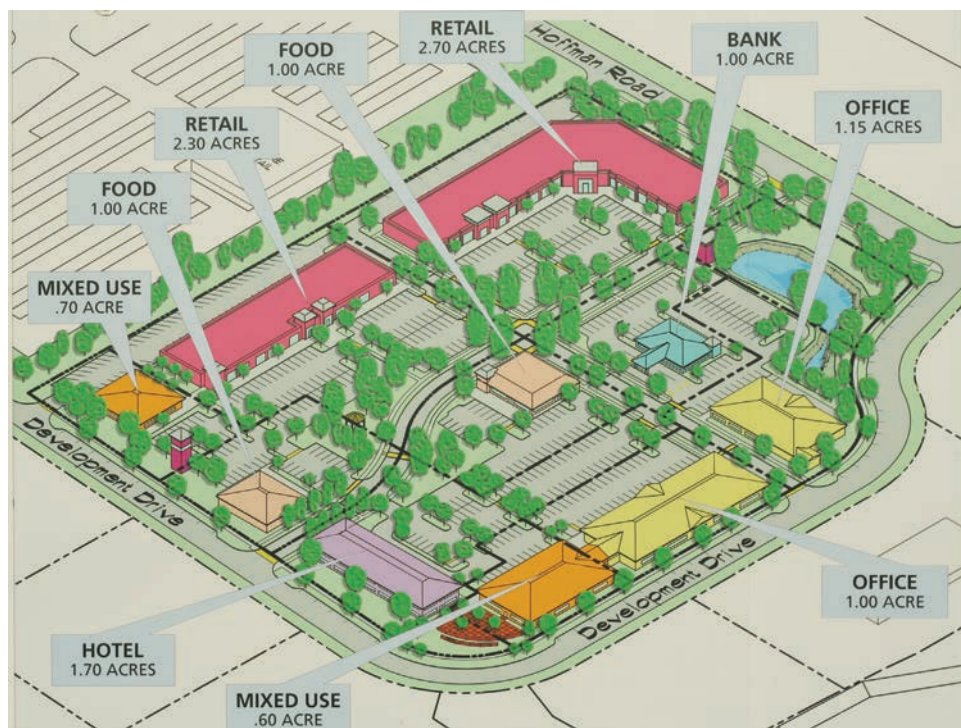 FOOD
1.00 ACRE
RETAIL
2.70 ACRES
BANK
1.00 ACRE
Hoffman Road
RETAIL
2.30 ACRES
OFFICE
1.15 ACRES
FOOD
1.00 ACRE
MIXED USE
.70 ACRE
Development Drive
Development Drive
OFFICE
1.00 ACRE
HOTEL
1.70 ACRES
MIXED USE
.60 ACRE